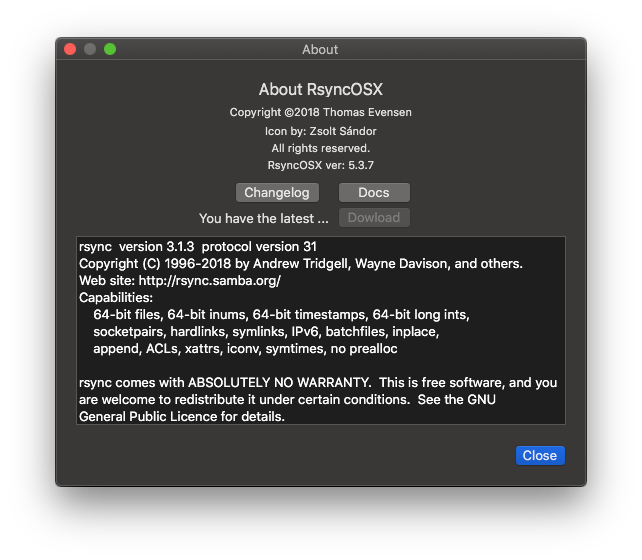 About
About RsyncOSX
Copyright ©2018 Thomas Evensen
Icon by: Zsolt Sándor
All rights reserved.
RsyncOSX ver: 5.3.7
Changelog Docs
You have the latest ... Dowload
rsync  version 3.1.3  protocol version 31
Copyright (C) 1996-2018 by Andrew Tridgell, Wayne Davison, and others.
Web site: http://rsync.samba.org/
Capabilities:
    64-bit files, 64-bit inums, 64-bit timestamps, 64-bit long ints,
    socketpairs, hardlinks, symlinks, IPv6, batchfiles, inplace,
    append, ACLs, xattrs, iconv, symtimes, no prealloc

rsync comes with ABSOLUTELY NO WARRANTY.  This is free software, and you
are welcome to redistribute it under certain conditions.  See the GNU
General Public Licence for details.
Close